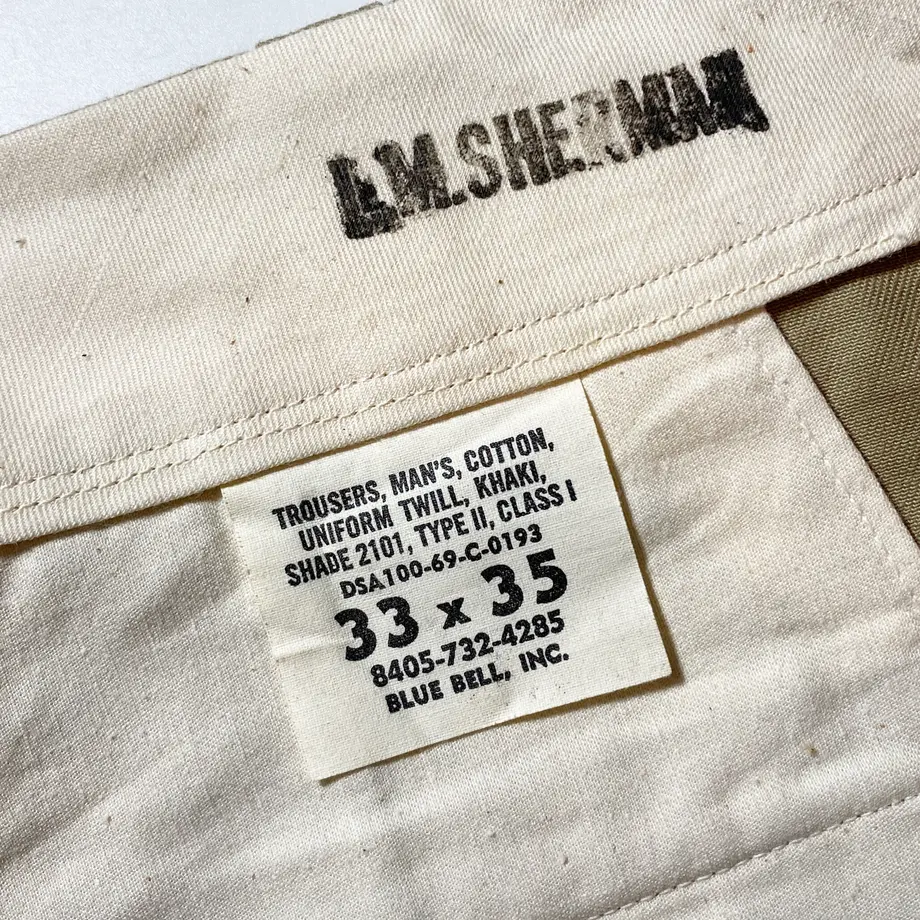 L.M.SHERMAN
TROUSERS, MAN'S, COTTON,
UNIFORM TWILL, KHAKI,
SHADE 2101, TYPE II, CLASS I
DSA100-69-C-0193
33 x 35
8405-732-4285
BLUE BELL, INC.